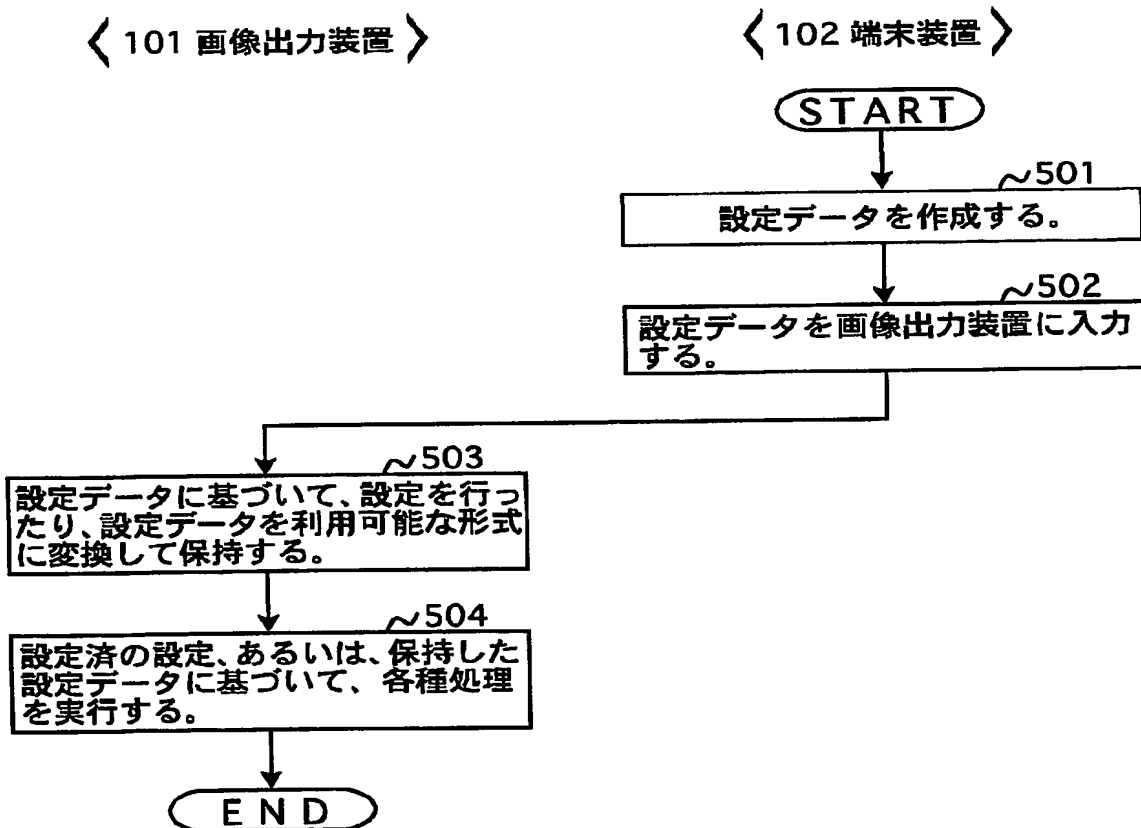 〈 101 画像出力装置 〉
〈 102 端末装置 〉
START
501
設定データを作成する。
502
設定データを画像出力装置に入力
する。
503
設定データに基づいて、設定を行っ
たり、設定データを利用可能な形式
に変換して保持する。
504
設定済の設定、あるいは、保持した
設定データに基づいて、各種処理
を実行する。
END